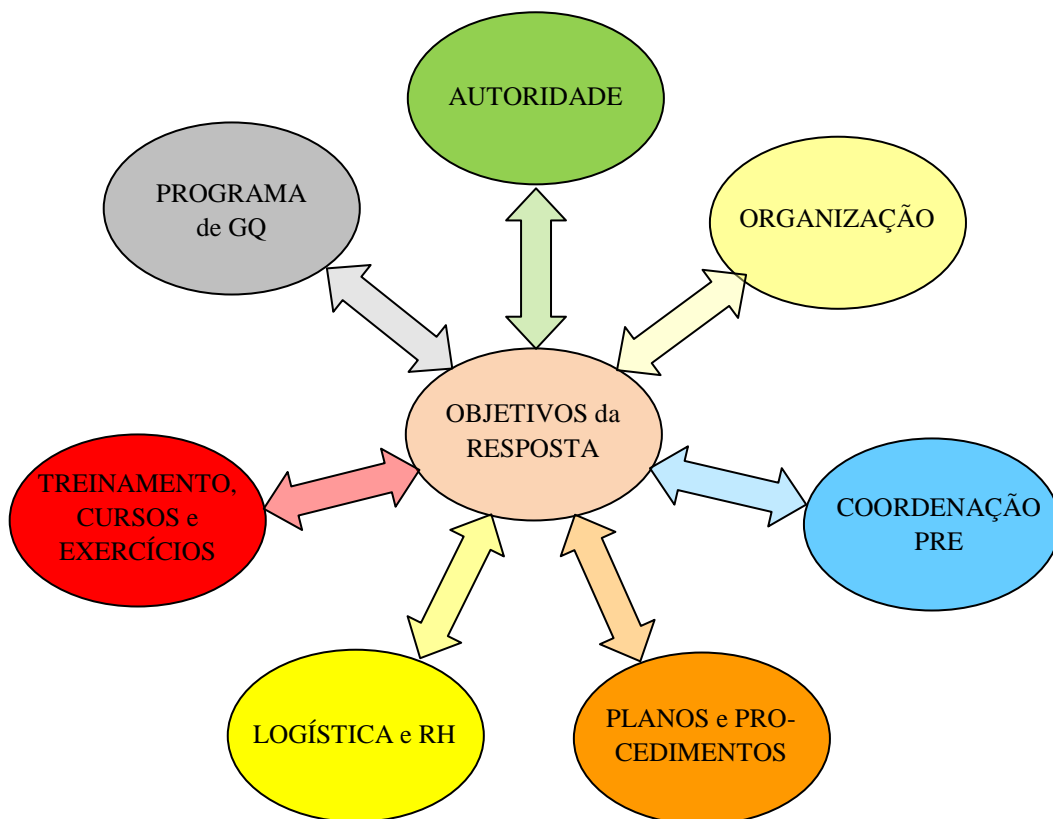 AUTORIDADE
PROGRAMA
de GQ
ORGANIZAÇÃO
OBJETIVOS da
RESPOSTA
TREINAMENTO,
CURSOS e
EXERCÍCIOS
COORDENAÇÃO
PRE
LOGÍSTICA e RH
PLANOS e PRO-
CEDIMENTOS